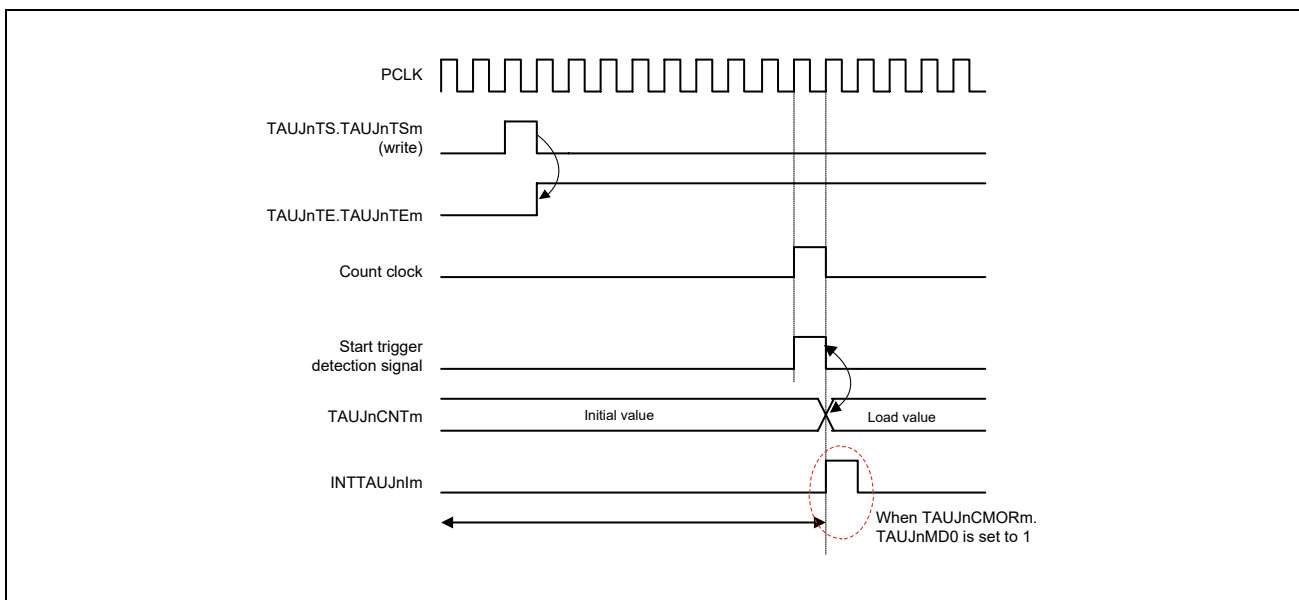 PCLK
TAUJnTS.TAUJnTSm
(write)
TAUJnTE.TAUJnTEm
Count clock
Start trigger
detection signal
TAUJnCNTm
Initial value
Load value
INTTAUJnIm
When TAUJnCMORm.
TAUJnMD0 is set to 1